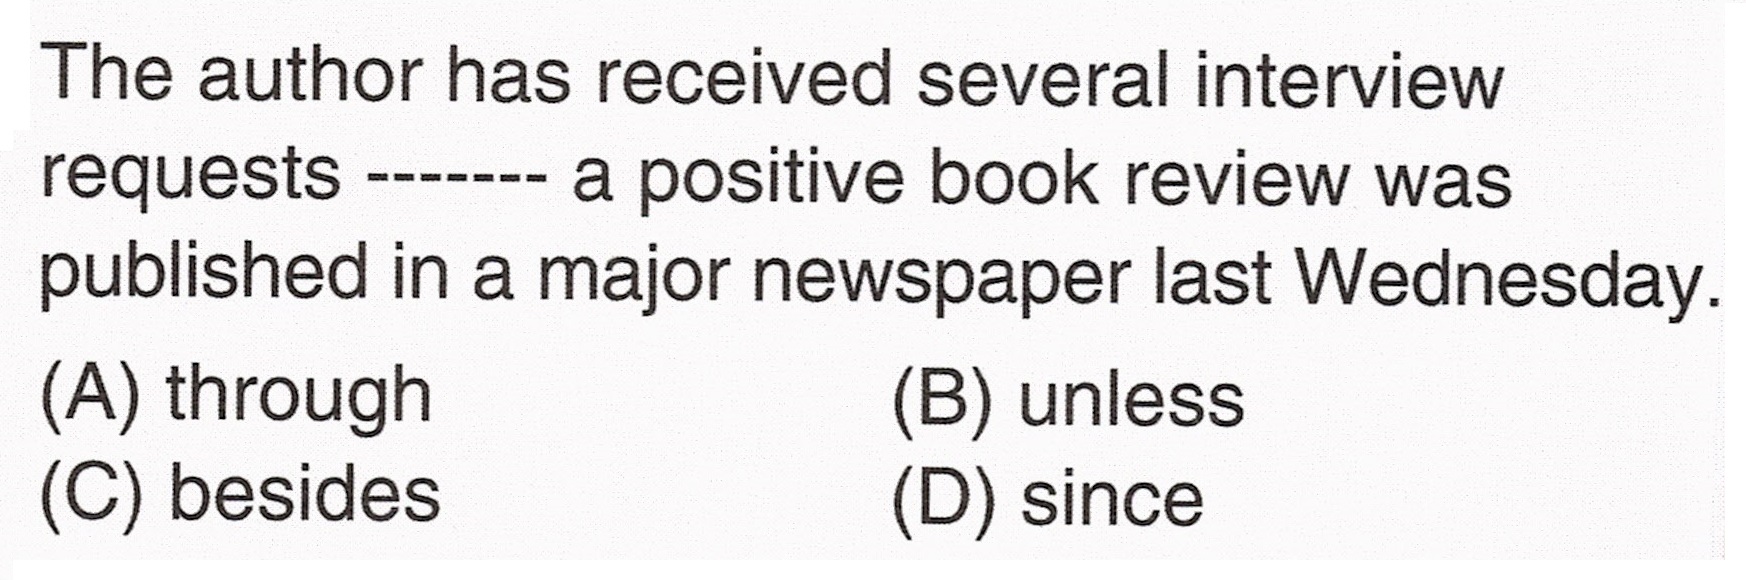 The author has received several interview
requests ------- a positive book review was
published in a major newspaper last Wednesday.
(A) through (B) unless
(C) besides (D) since